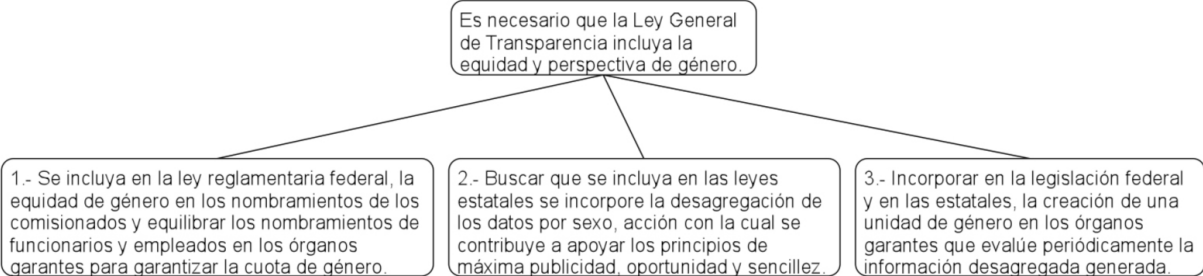 Es necesario que la Ley General
de Transparencia incluya la
equidad y perspectiva de género.
1.- Se incluya en la ley reglamentaria federal, la
equidad de género en los nombramientos de los
comisionados y equilibrar los nombramientos de
funcionarios y empleados en los órganos
garantes para garantizar la cuota de género.
2.- Buscar que se incluya en las leyes
estatales se incorpore la desagregación de
los datos por sexo, acción con la cual se
contribuye a apoyar los principios de
máxima publicidad, oportunidad y sencillez.
3.- Incorporar en la legislación federal
y en las estatales, la creación de una
unidad de género en los órganos
garantes que evalúe periódicamente la
información desagregada generada.